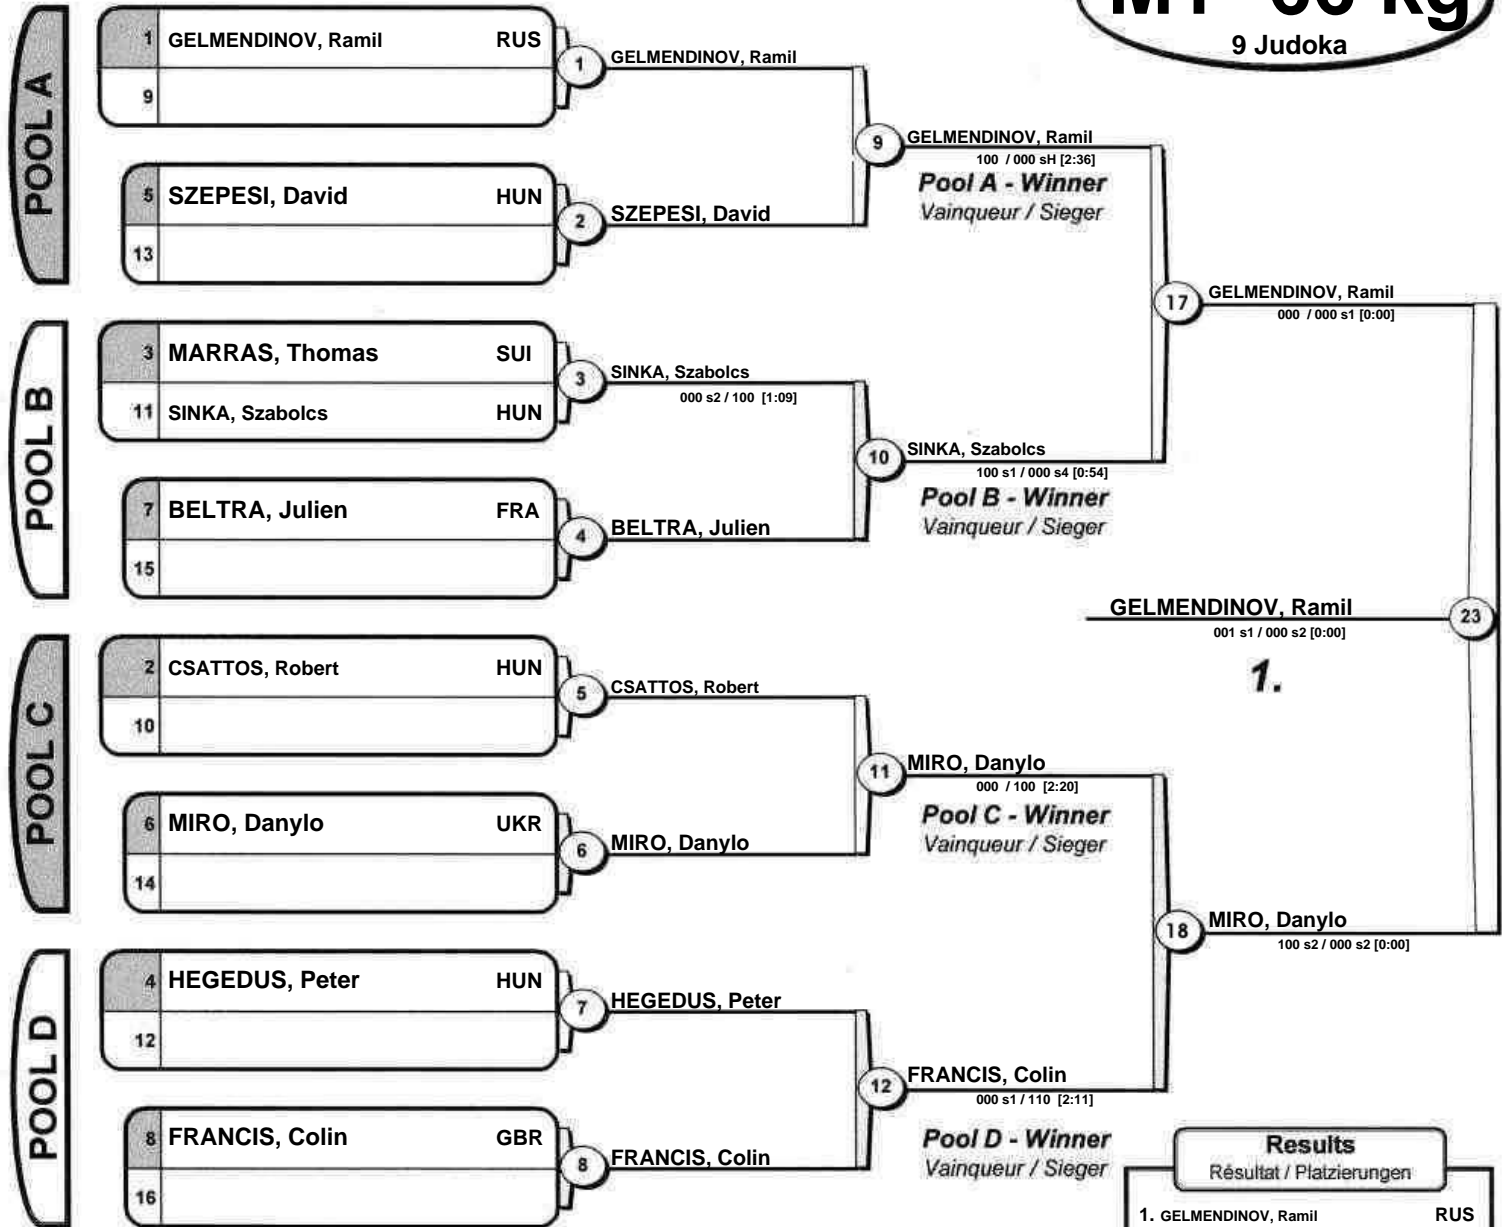 M1 -66 kg
9 Judoka
POOL A
1 GELMENDINOV, Ramil RUS
9
1 GELMENDINOV, Ramil
5 SZEPESI, David HUN
13
2 SZEPESI, David
9 GELMENDINOV, Ramil
100 / 000 sH [2:36]
Pool A - Winner
Vainqueur / Sieger
POOL B
3 MARRAS, Thomas SUI
11 SINKA, Szabolcs HUN
3 SINKA, Szabolcs
000 s2 / 100 [1:09]
7 BELTRA, Julien FRA
15
4 BELTRA, Julien
10 SINKA, Szabolcs
100 s1 / 000 s4 [0:54]
Pool B - Winner
Vainqueur / Sieger
17 GELMENDINOV, Ramil
000 / 000 s1 [0:00]
GELMENDINOV, Ramil 23
001 s1 / 000 s2 [0:00]
1.
POOL C
2 CSATTOS, Robert HUN
10
5 CSATTOS, Robert
6 MIRO, Danylo UKR
14
6 MIRO, Danylo
11 MIRO, Danylo
000 / 100 [2:20]
Pool C - Winner
Vainqueur / Sieger
POOL D
4 HEGEDUS, Peter HUN
12
7 HEGEDUS, Peter
8 FRANCIS, Colin GBR
16
8 FRANCIS, Colin
12 FRANCIS, Colin
000 s1 / 110 [2:11]
Pool D - Winner
Vainqueur / Sieger
18 MIRO, Danylo
100 s2 / 000 s2 [0:00]
Results
Résultat / Platzierungen
1. GELMENDINOV, Ramil RUS